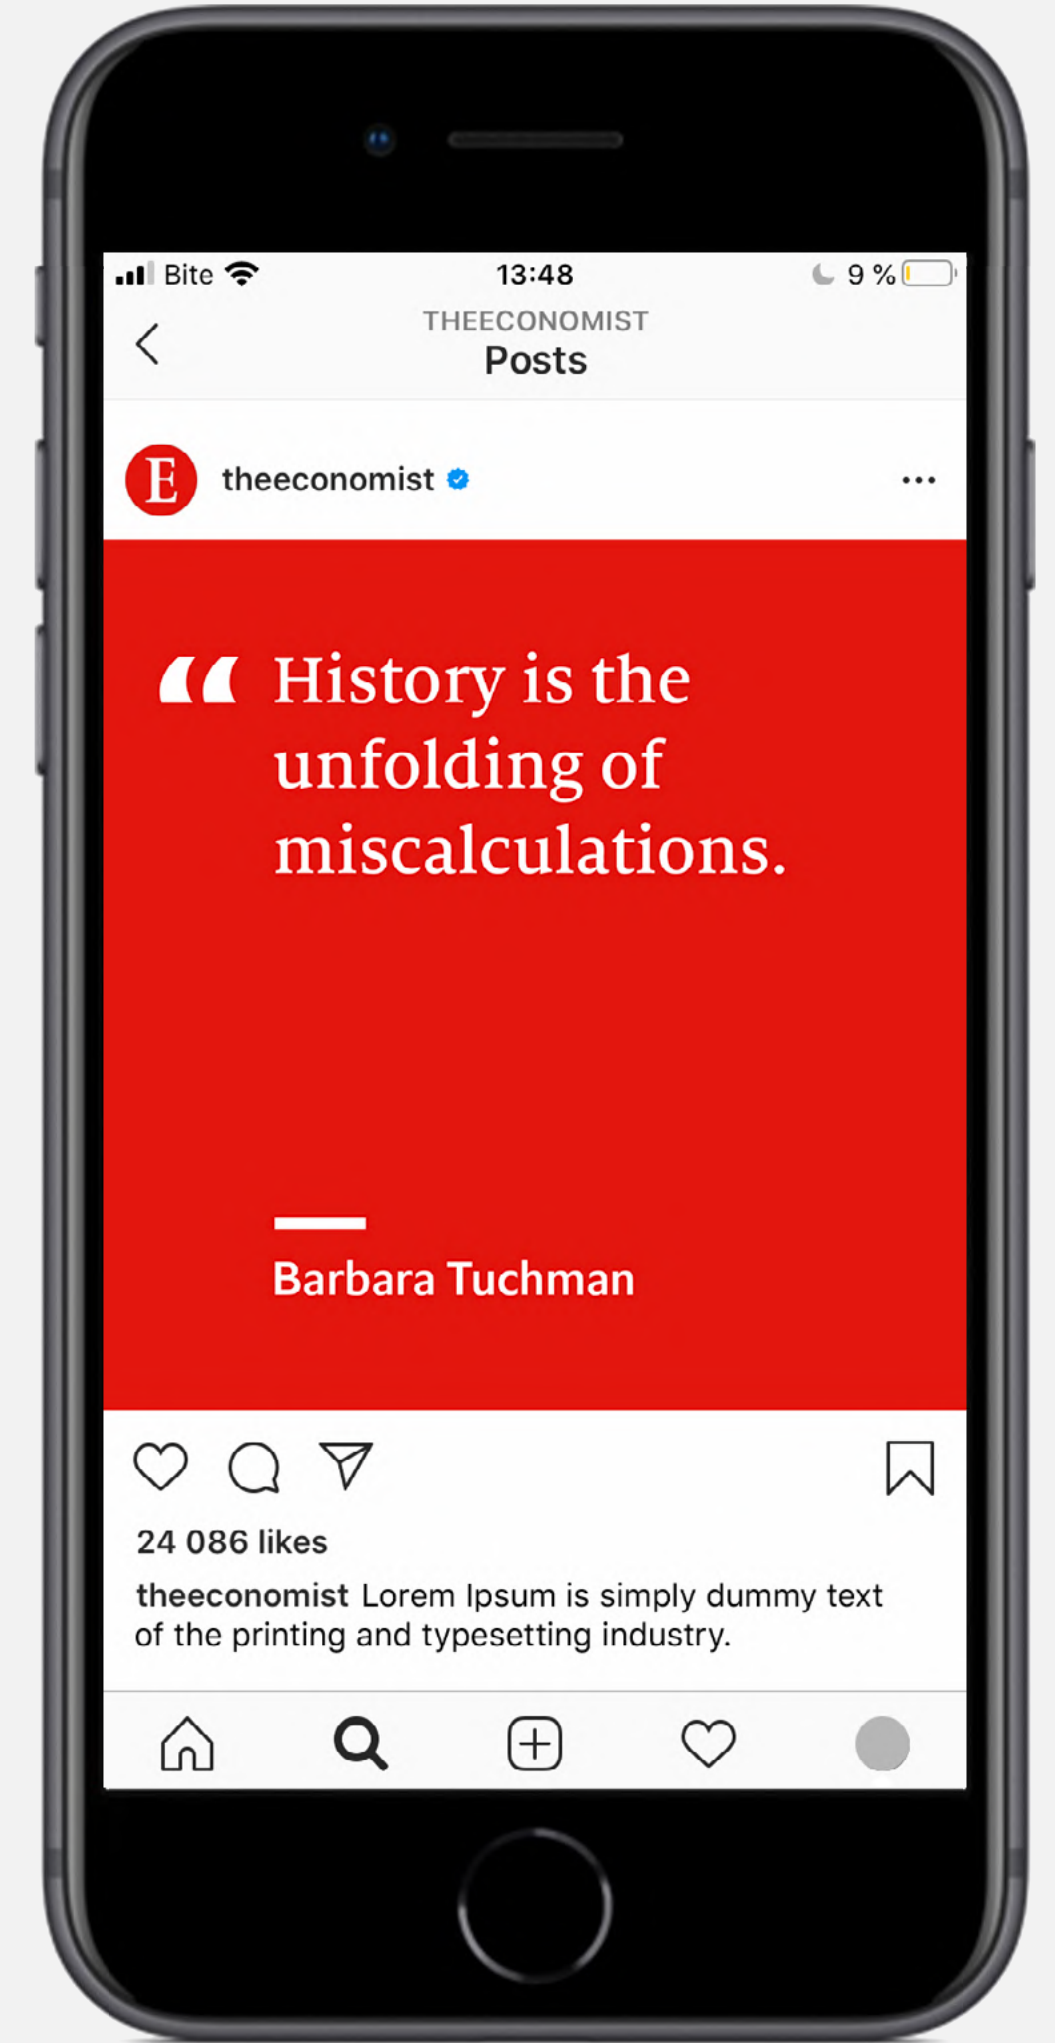 Bite 13:48 9 %
THEECONOMIST
Posts
E theeconomist
“ History is the
unfolding of
miscalculations.
Barbara Tuchman
24 086 likes
theeconomist Lorem Ipsum is simply dummy text
of the printing and typesetting industry.